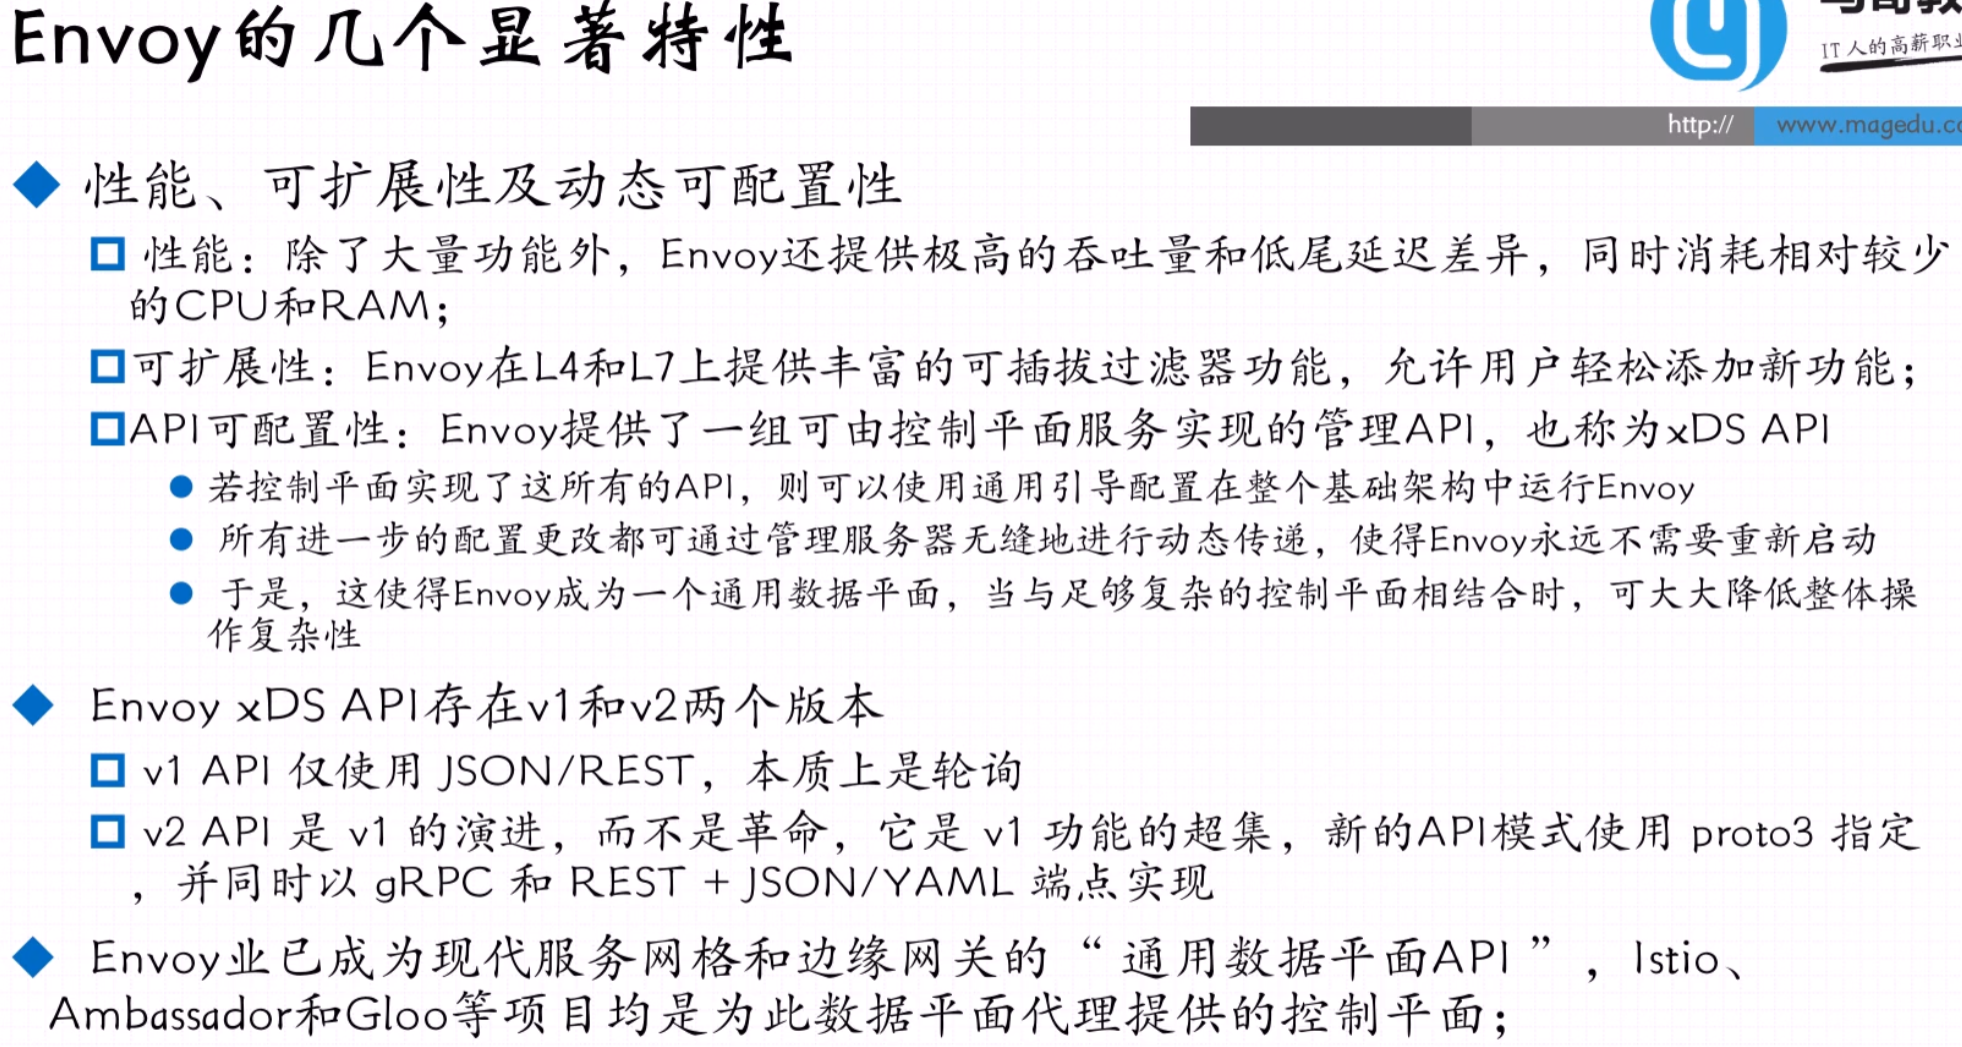 Envoy的几个显著特性
IT人的高薪职业
http:// www.magedu.co
性能、可扩展性及动态可配置性
性能：除了大量功能外，Envoy还提供极高的吞吐量和低尾延迟差异，同时消耗相对较少
的CPU和RAM；
可扩展性：Envoy在L4和L7上提供丰富的可插拔过滤器功能，允许用户轻松添加新功能；
API可配置性：Envoy提供了一组可由控制平面服务实现的管理API，也称为xDS API
若控制平面实现了这所有的API，则可以使用通用引导配置在整个基础架构中运行Envoy
所有进一步的配置更改都可通过管理服务器无缝地进行动态传递，使得Envoy永远不需要重新启动
于是，这使得Envoy成为一个通用数据平面，当与足够复杂的控制平面相结合时，可大大降低整体操
作复杂性
Envoy xDS API存在v1和v2两个版本
v1 API 仅使用 JSON/REST，本质上是轮询
v2 API 是 v1 的演进，而不是革命，它是 v1 功能的超集，新的API模式使用 proto3 指定
，并同时以 gRPC 和 REST + JSON/YAML 端点实现
Envoy业已成为现代服务网格和边缘网关的“通用数据平面API”，Istio、
Ambassador和Gloo等项目均是为此数据平面代理提供的控制平面；